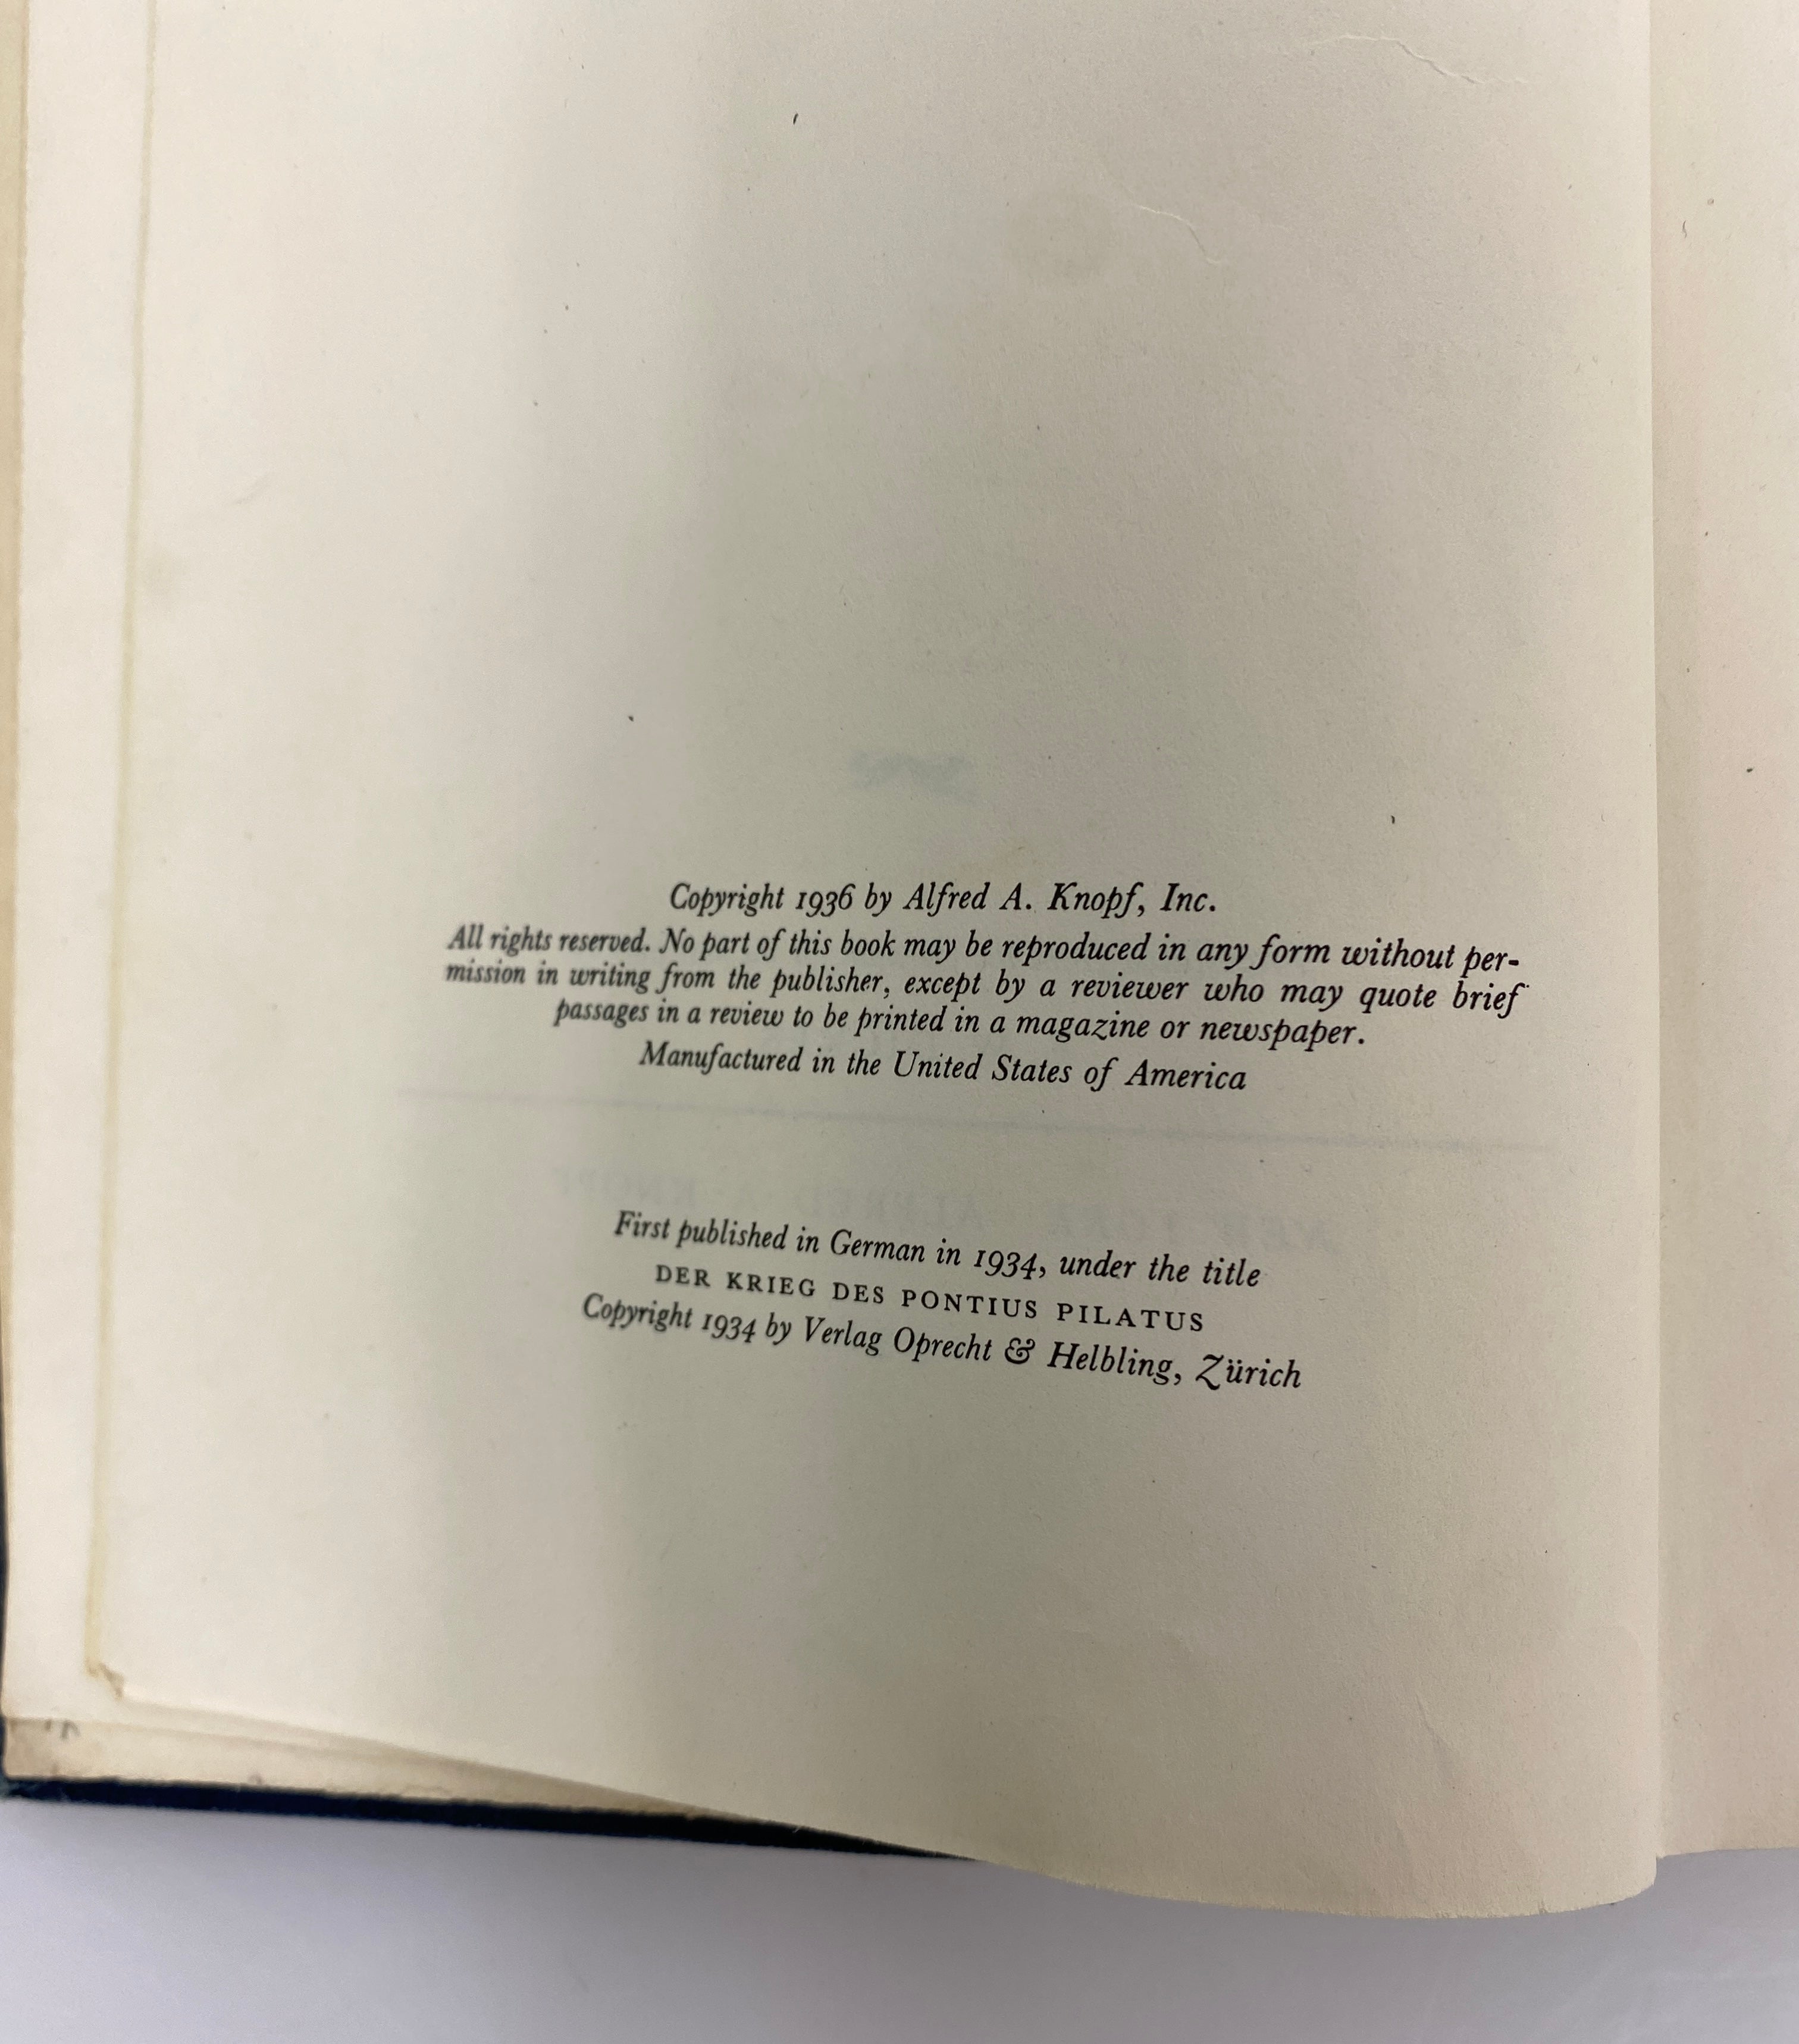 Copyright 1936 by Alfred A. Knopf, Inc.
All rights reserved. No part of this book may be reproduced in any form without per-
mission in writing from the publisher, except by a reviewer who may quote brief
passages in a review to be printed in a magazine or newspaper.
Manufactured in the United States of America
First published in German in 1934, under the title
DER KRIEG DES PONTIUS PILATUS
Copyright 1934 by Verlag Oprecht & Helbling, Zürich